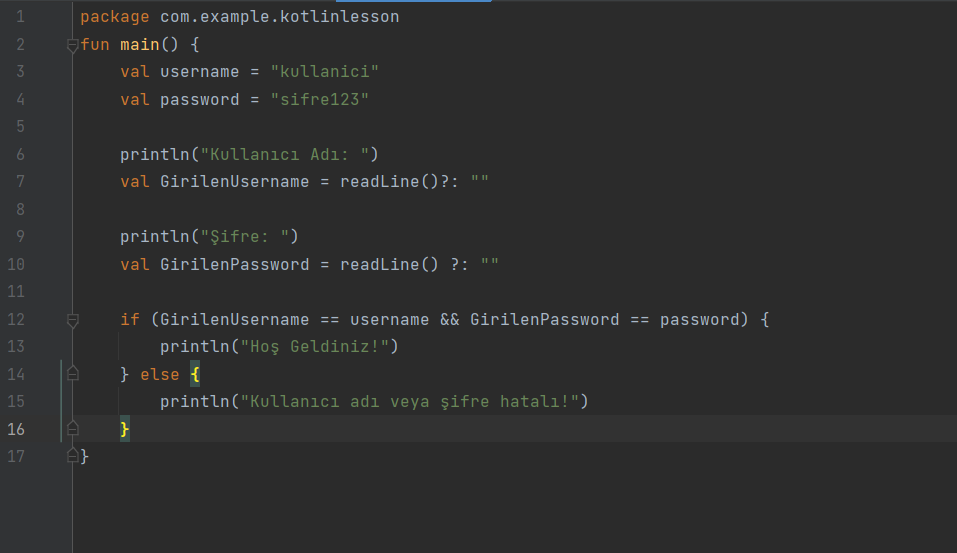 1 package com.example.kotlinlesson
2 fun main() {
3 val username = "kullanici"
4 val password = "sifre123"
5
6 println("Kullanıcı Adı: ")
7 val GirilenUsername = readLine()?: ""
8
9 println("Şifre: ")
10 val GirilenPassword = readLine() ?: ""
11
12 if (GirilenUsername == username && GirilenPassword == password) {
13 println("Hoş Geldiniz!")
14 } else {
15 println("Kullanıcı adı veya şifre hatalı!")
16 }
17 }